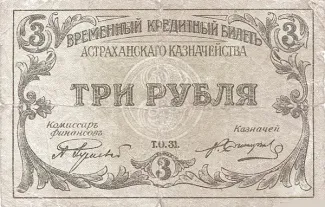 3 ВРЕМЕННЫЙ КРЕДИТНЫЙ БИЛЕТЪ 3
АСТРАХАНСКАГО КАЗНАЧЕЙСТВА
ТРИ РУБЛЯ
Комиссаръ
финансовъ
Казначей
Т.О. 31.
3